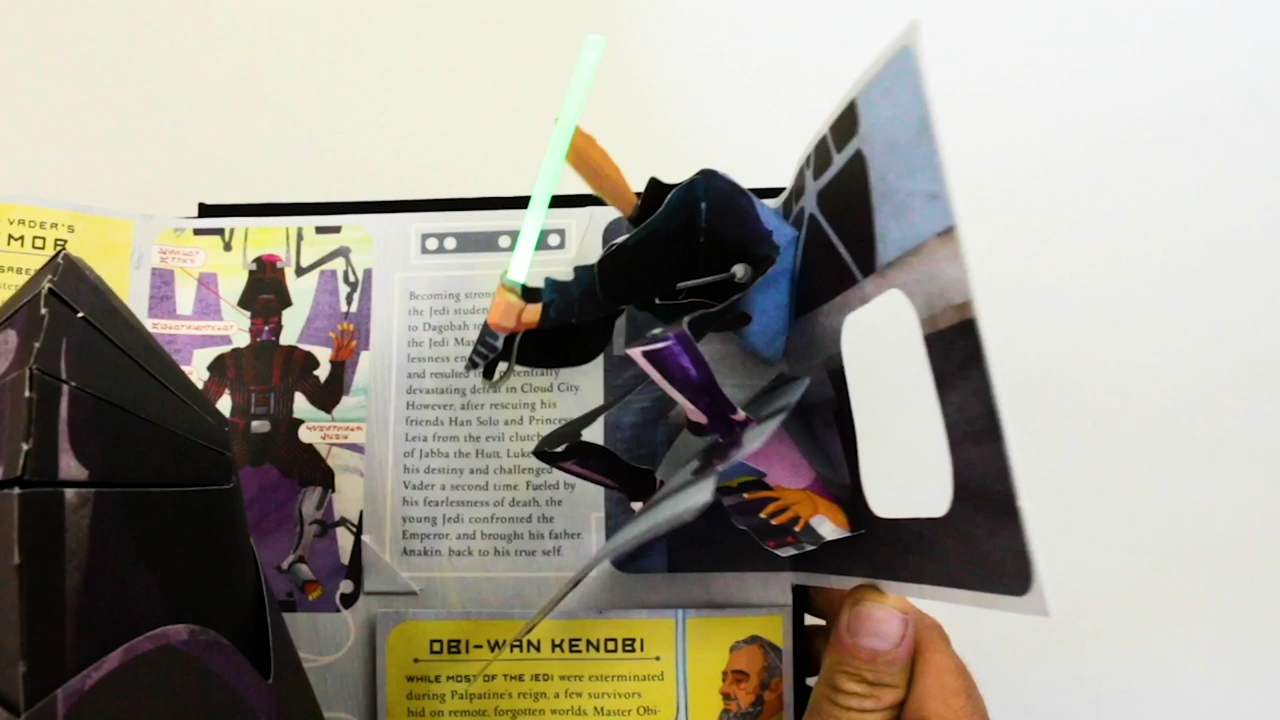 VADER'S
Becoming stron
the Jedi studen
to Dagobah to
the Jedi Mas
lessness en
and resulted in potentially
devastating defeat in Cloud City.
However, after rescuing his
friends Han Solo and Prince
Leia from the evil clutch
of Jabba the Hutt, Luke
his destiny and challenged
Vader a second time. Fueled by
his fearlessness of death, the
young Jedi confronted the
Emperor, and brought his father,
Anakin, back to his true self.
OBI-WAN KENOBI
WHILE MOST OF THE JEDI were exterminated
during Palpatine's reign, a few survivors
hid on remote, forgotten worlds. Master Obi-